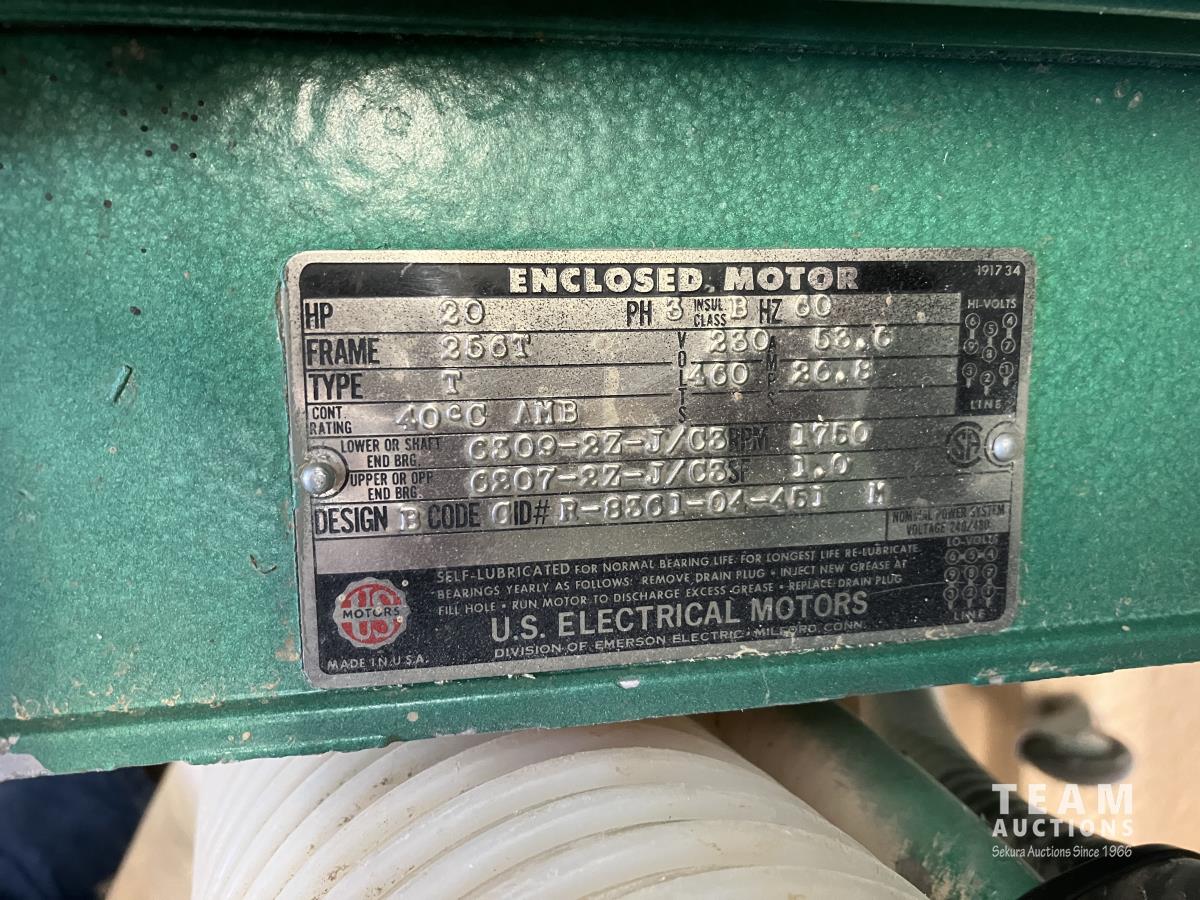 ENCLOSED MOTOR
191734
HP 20 PH 3 INSUL CLASS B HZ 60
HI-VOLTS
FRAME 256T VOLTS 230 AMPS 53.6
TYPE T 460 26.8
LINE
CONT. RATING 40°C AMB
LOWER OR SHAFT END BRG. 6309-2Z-J/C3 RPM 1750
UPPER OR OPP END BRG. 6207-2Z-J/C3 SF 1.0
DESIGN B CODE G ID# R-8361-04-451 M
NOMINAL POWER SYSTEM
VOLTAGE 240/480
LO-VOLTS
SELF-LUBRICATED FOR NORMAL BEARING LIFE. FOR LONGEST LIFE RE-LUBRICATE
BEARINGS YEARLY AS FOLLOWS: REMOVE DRAIN PLUG • INJECT NEW GREASE AT
FILL HOLE • RUN MOTOR TO DISCHARGE EXCESS GREASE • REPLACE DRAIN PLUG
US MOTORS
U.S. ELECTRICAL MOTORS
LINE
DIVISION OF EMERSON ELECTRIC • MILFORD CONN.
MADE IN U.S.A.
TEAM
AUCTIONS
Sekura Auctions Since 1966